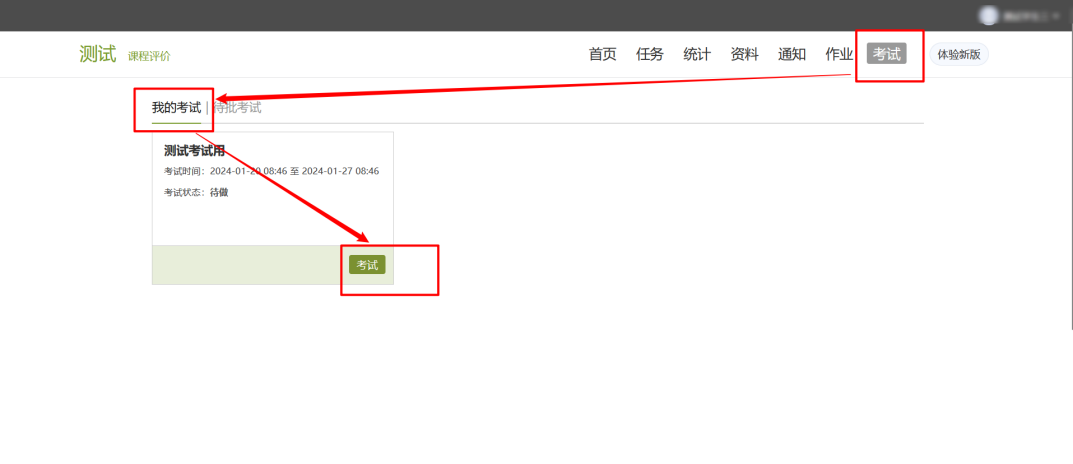 测试 课程评价 首页 任务 统计 资料 通知 作业 考试 体验新版
我的考试 | 待批考试
测试考试用
考试时间：2024-01-20 08:46 至 2024-01-27 08:46
考试状态：待做
考试